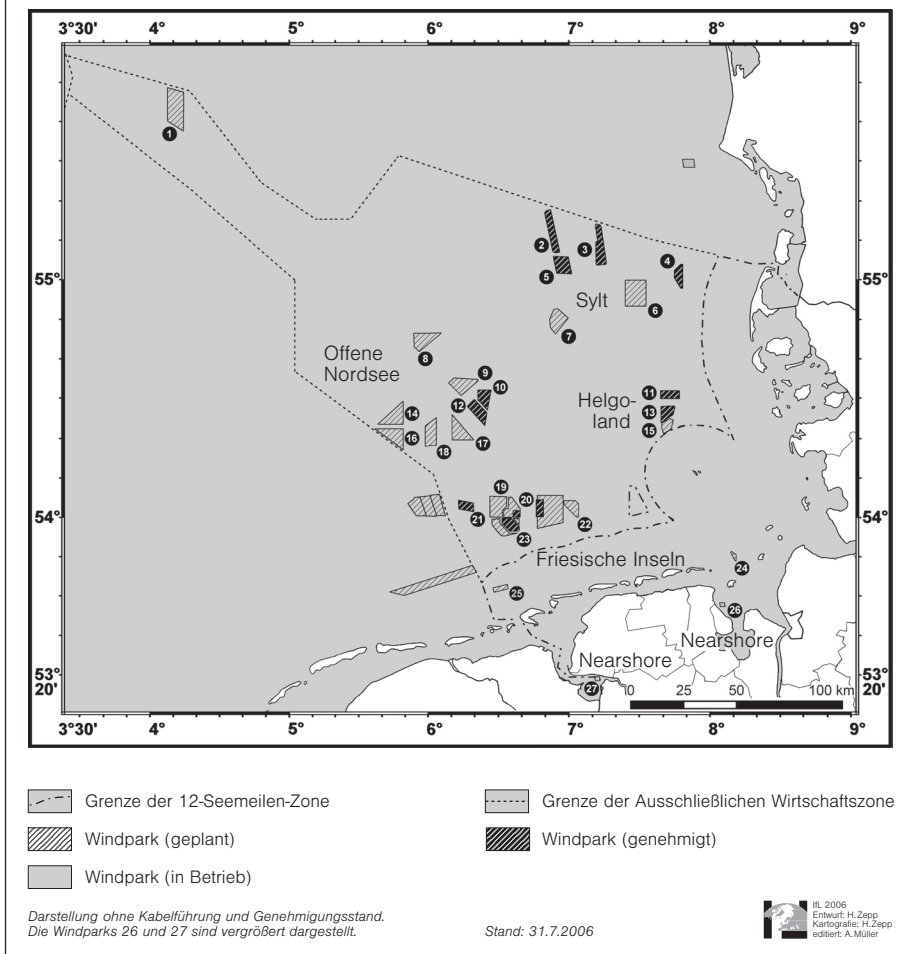 3°30' 4° 5° 6° 7° 8° 9°
1
2
3
4
5
55° 55°
Sylt
6
7
Offene
Nordsee
8
9
10
11
12
Helgo-
land
13
14
15
16
17
18
19
20
54° 54°
21
22
23
Friesische Inseln
24
25
26
Nearshore
Nearshore
53° 53°
20' 20'
27
0 25 50 100 km
3°30' 5° 6° 7° 8° 9°
Grenze der 12-Seemeilen-Zone
Grenze der Ausschließlichen Wirtschaftszone
Windpark (geplant)
Windpark (genehmigt)
Windpark (in Betrieb)
Darstellung ohne Kabelführung und Genehmigungsstand.
Die Windparks 26 und 27 sind vergrößert dargestellt.
Stand: 31.7.2006
IfL 2006
Entwurf: H.Zepp
Kartografie: H.Zepp
editiert: A.Müller